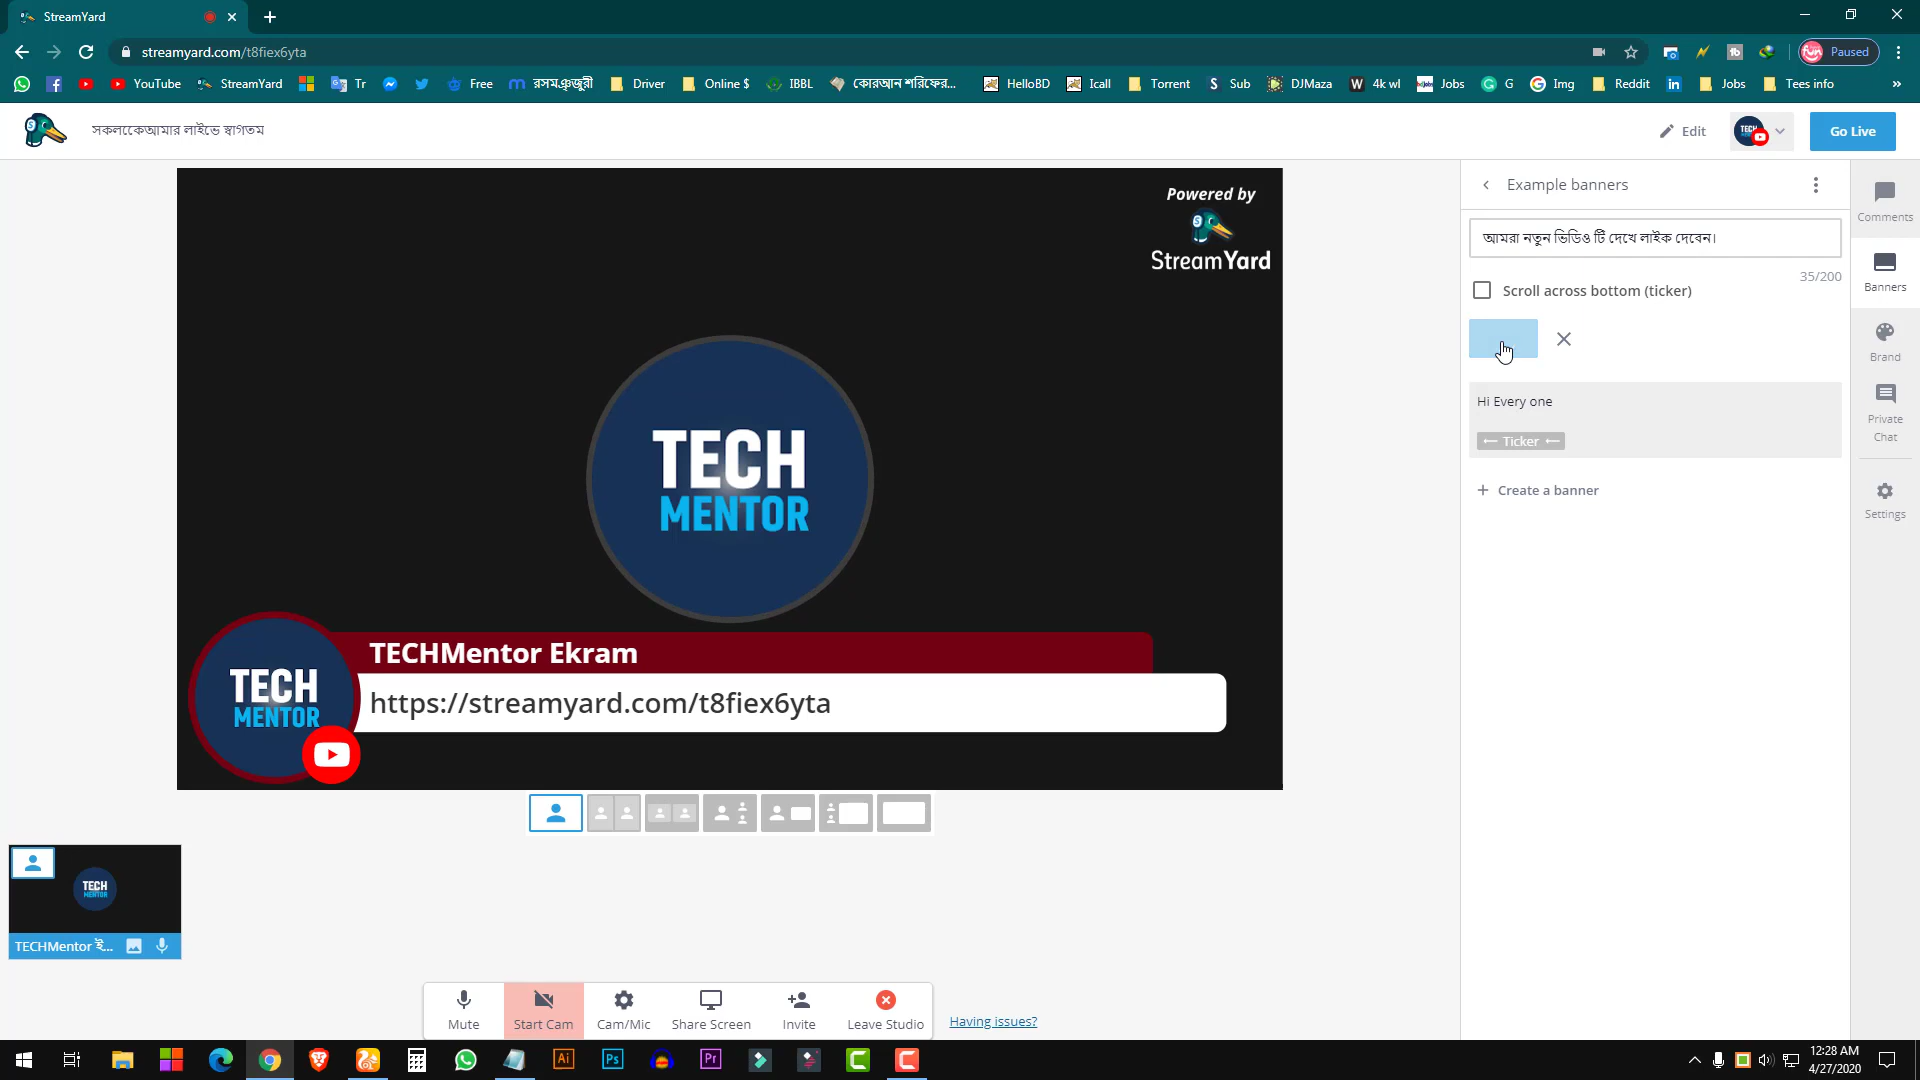 StreamYard
streamyard.com/t8fiex6yta
Paused
YouTube
StreamYard
Tr
Free
রসমঞ্জুরী
Driver
Online $
IBBL
কোরআন শরিফের...
HelloBD
Icall
Torrent
Sub
DJMaza
4k wl
Jobs
G
Img
Reddit
Jobs
Tees info
»
সকলকেআমার লাইভে স্বাগতম
Edit
Go Live
Powered by
StreamYard
TECH
MENTOR
TECH
MENTOR
TECHMentor Ekram
https://streamyard.com/t8fiex6yta
Example banners
আমরা নতুন ভিডিও টি দেখে লাইক দেবেন।
35/200
Scroll across bottom (ticker)
Hi Every one
Ticker
+ Create a banner
Comments
Banners
Brand
Private
Chat
Settings
TECH
MENTOR
TECHMentor ই...
Mute
Start Cam
Cam/Mic
Share Screen
Invite
Leave Studio
Having issues?
12:28 AM
4/27/2020